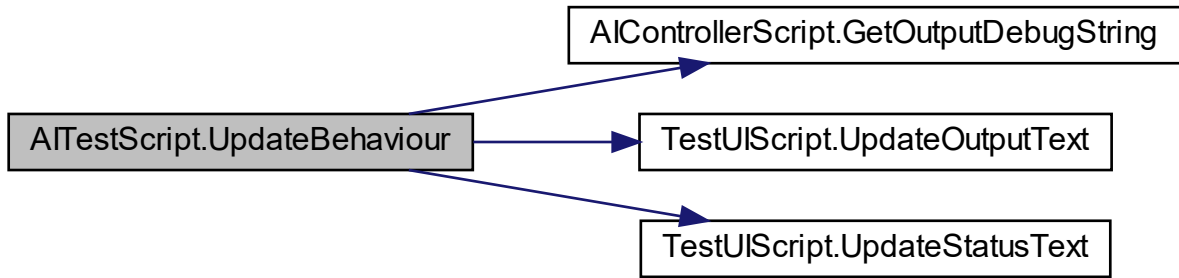 AIControllerScript.GetOutputDebugString
AITestScript.UpdateBehaviour
TestUIScript.UpdateOutputText
TestUIScript.UpdateStatusText